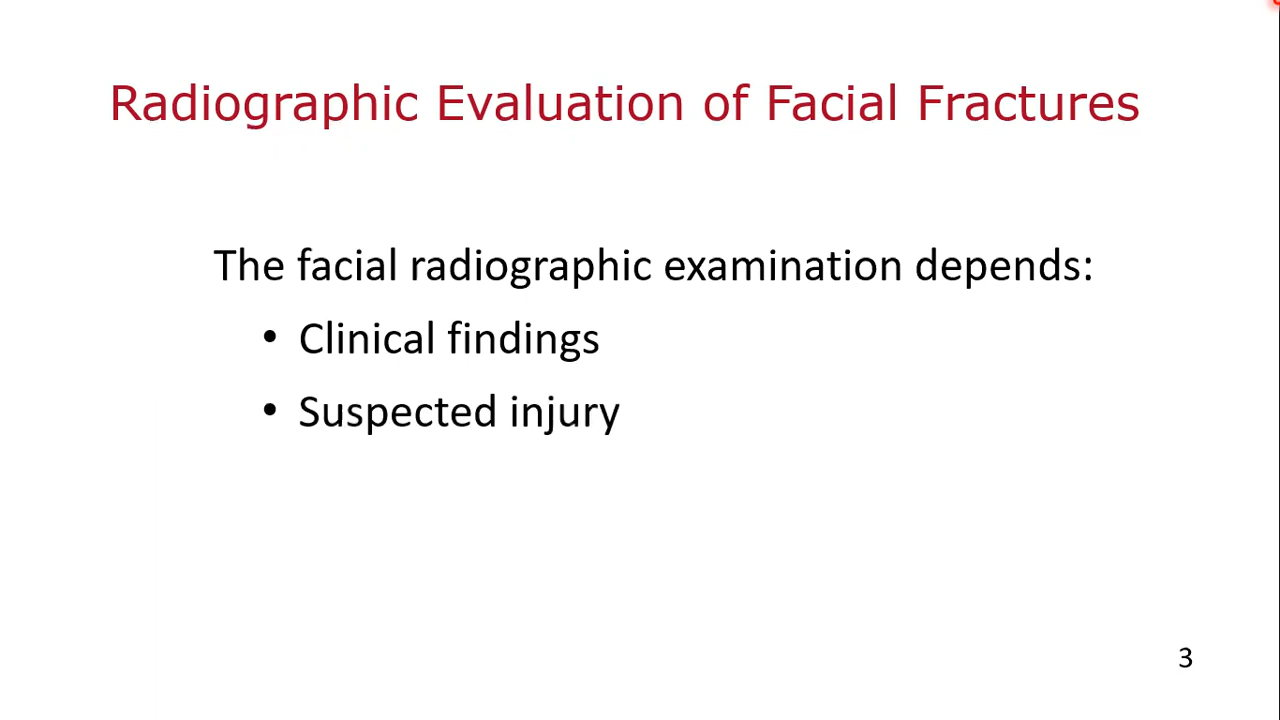 Radiographic Evaluation of Facial Fractures
The facial radiographic examination depends:
• Clinical findings
• Suspected injury
3